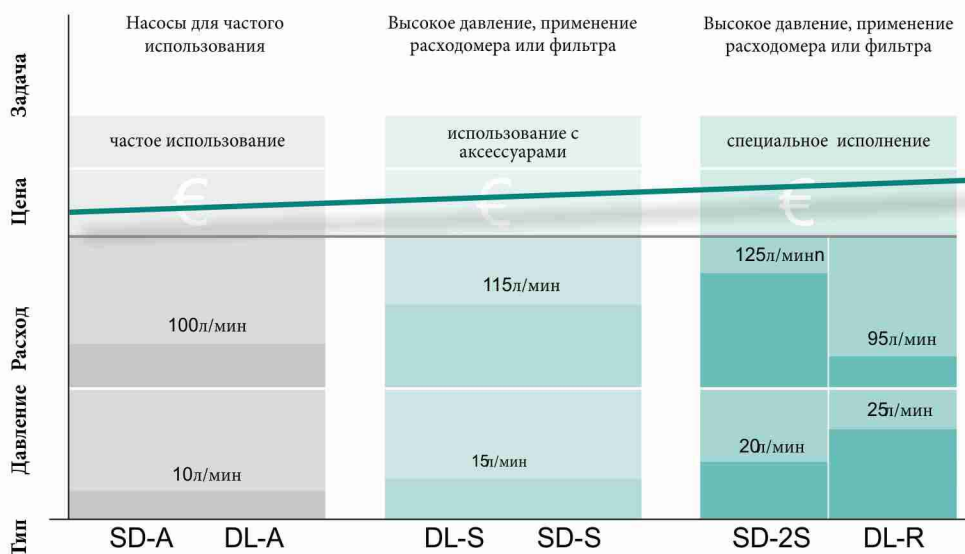 Насосы для частого
использования
Высокое давление, применение
расходомера или фильтра
Высокое давление, применение
расходомера или фильтра
Задача
частое использование
использование с
аксессуарами
специальное исполнение
Цена
€
€
€
Расход
100л/мин
115л/мин
125л/минn
95л/мин
Давление
10л/мин
15л/мин
20л/мин
25л/мин
Тип
SD-A DL-A
DL-S SD-S
SD-2S DL-R